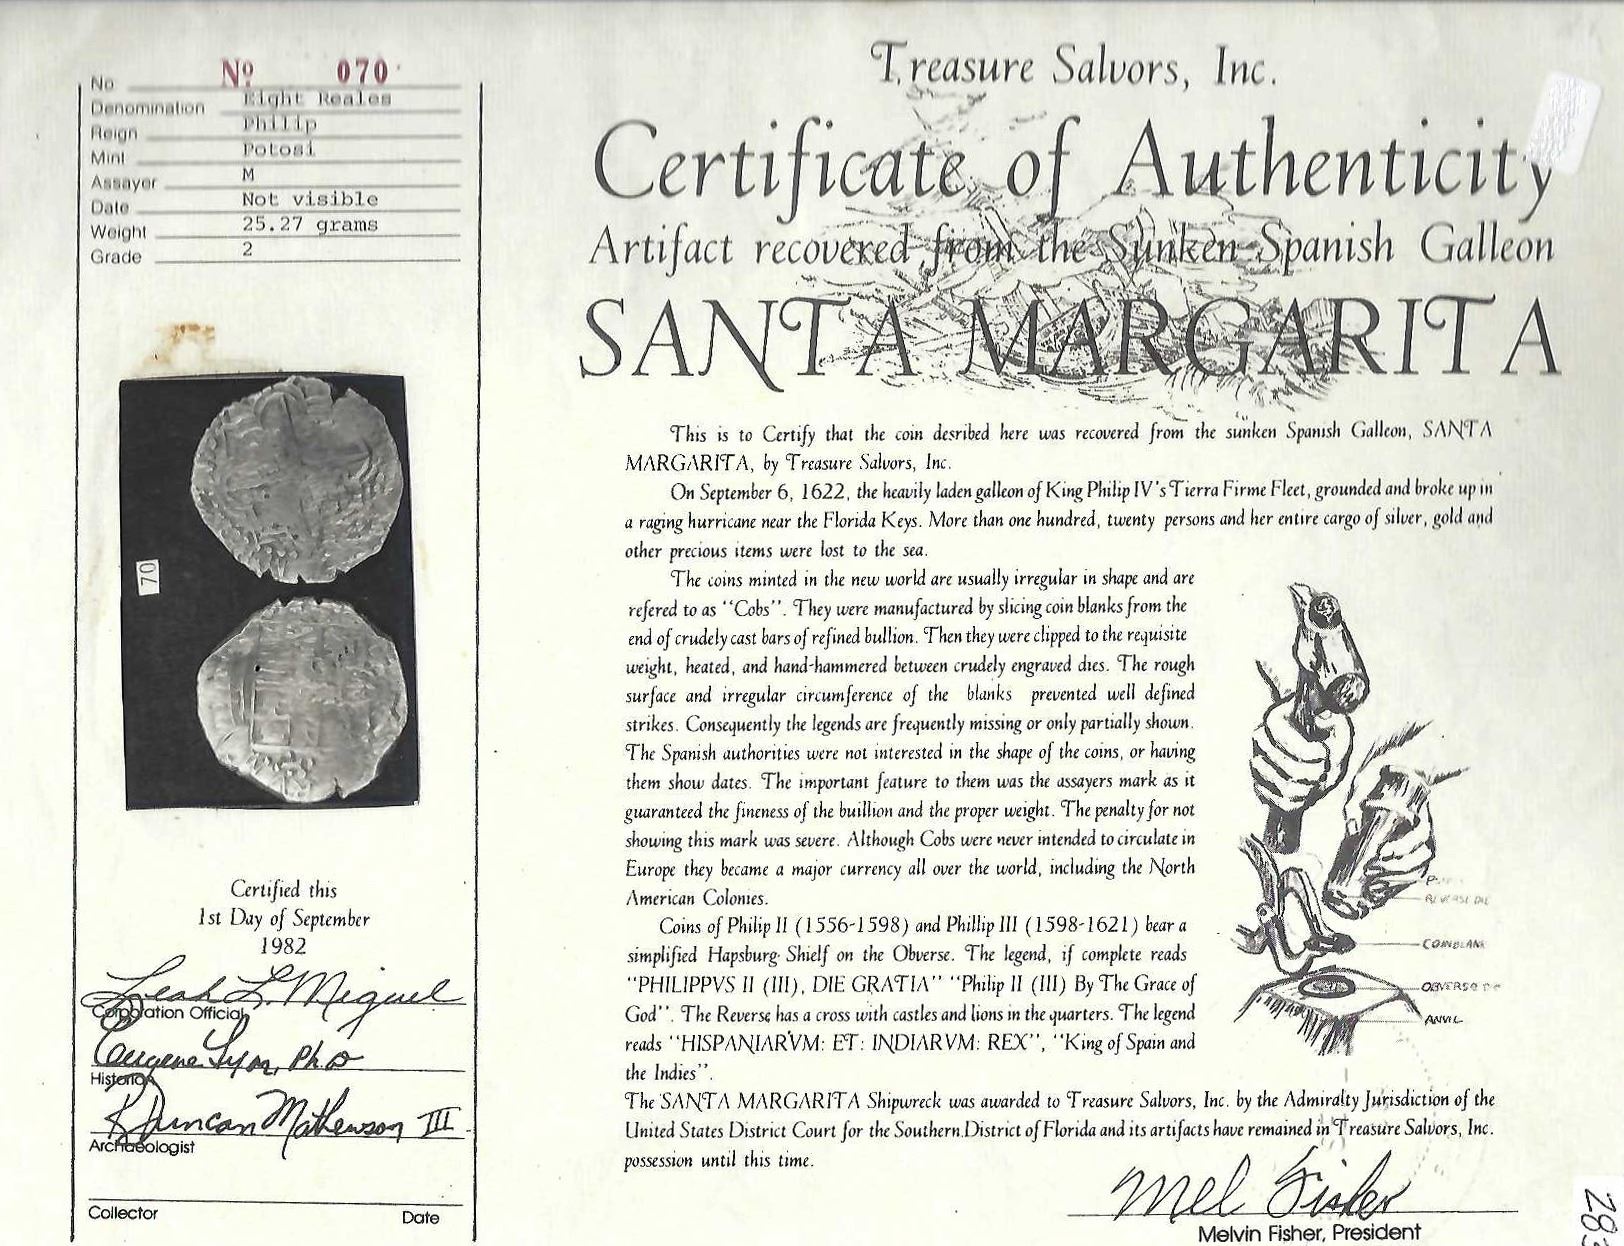 No Nº 070
Denomination Eight Reales
Reign Philip
Mint Potosi
Assayer M
Date Not visible
Weight 25.27 grams
Grade 2
70
Certified this
1st Day of September
1982
Leah L. Miguel
Corporation Official
Eugene Lyon, Ph.D
Historian
R Duncan Mathewson III
Archaeologist
Collector Date
Treasure Salvors, Inc.
Certificate of Authenticity
Artifact recovered from the Sunken Spanish Galleon
SANTA MARGARITA
This is to Certify that the coin desribed here was recovered from the sunken Spanish Galleon, SANTA
MARGARITA, by Treasure Salvors, Inc.
On September 6, 1622, the heavily laden galleon of King Philip IV's Tierra Firme Fleet, grounded and broke up in
a raging hurricane near the Florida Keys. More than one hundred, twenty persons and her entire cargo of silver, gold and
other precious items were lost to the sea.
The coins minted in the new world are usually irregular in shape and are
refered to as "Cobs". They were manufactured by slicing coin blanks from the
end of crudely cast bars of refined bullion. Then they were clipped to the requisite
weight, heated, and hand-hammered between crudely engraved dies. The rough
surface and irregular circumference of the blanks prevented well defined
strikes. Consequently the legends are frequently missing or only partially shown.
The Spanish authorities were not interested in the shape of the coins, or having
them show dates. The important feature to them was the assayers mark as it
guaranteed the fineness of the buillion and the proper weight. The penalty for not
showing this mark was severe. Although Cobs were never intended to circulate in
Europe they became a major currency all over the world, including the North
American Colonies.
Coins of Philip II (1556-1598) and Phillip III (1598-1621) bear a
simplified Hapsburg Shielf on the Obverse. The legend, if complete reads
"PHILIPPVS II (III), DIE GRATIA" "Philip II (III) By The Grace of
God". The Reverse has a cross with castles and lions in the quarters. The legend
reads "HISPANIARVM: ET: INDIARVM: REX", "King of Spain and
the Indies".
The SANTA MARGARITA Shipwreck was awarded to Treasure Salvors, Inc. by the Admiralty Jurisdiction of the
United States District Court for the Southern District of Florida and its artifacts have remained in Treasure Salvors, Inc.
possession until this time.
REVERSE DIE
COIN BLANK
OBVERSE
ANVIL
Mel Fisher
Melvin Fisher, President
283